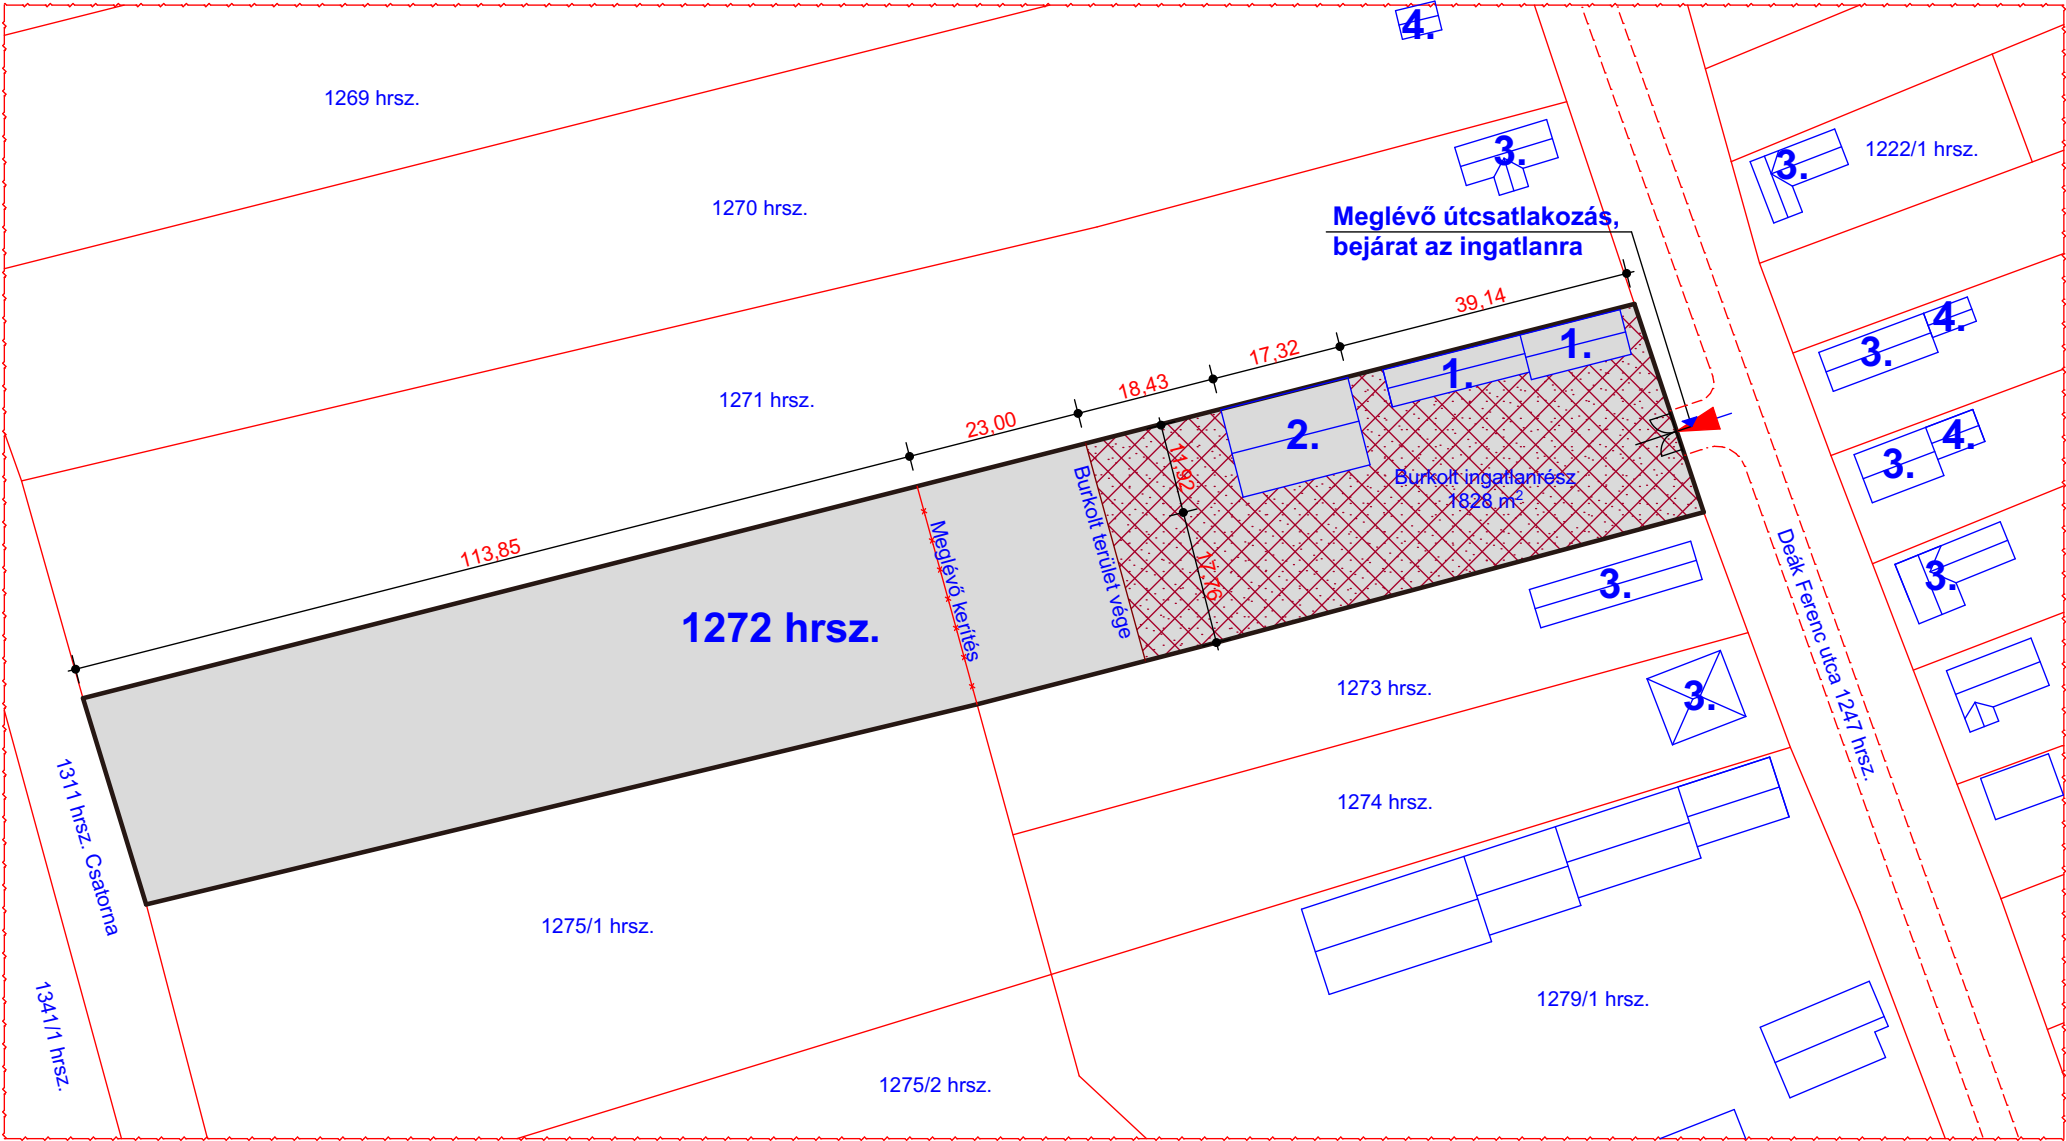 4.
1269 hrsz.
3.
3.
1222/1 hrsz.
1270 hrsz.
Meglévő útcsatlakozás,
bejárat az ingatlanra
39,14
4.
3.
1.
1.
17,32
18,43
1271 hrsz.
23,00
2.
4.
3.
11,92
Burkolt ingatlanrész
1828 m²
113,85
Meglévő kerítés
Burkolt terület vége
17,76
3.
3.
1272 hrsz.
Deák Ferenc utca 1247 hrsz.
1273 hrsz.
3.
1274 hrsz.
1311 hrsz. Csatorna
1275/1 hrsz.
1279/1 hrsz.
1341/1 hrsz.
1275/2 hrsz.